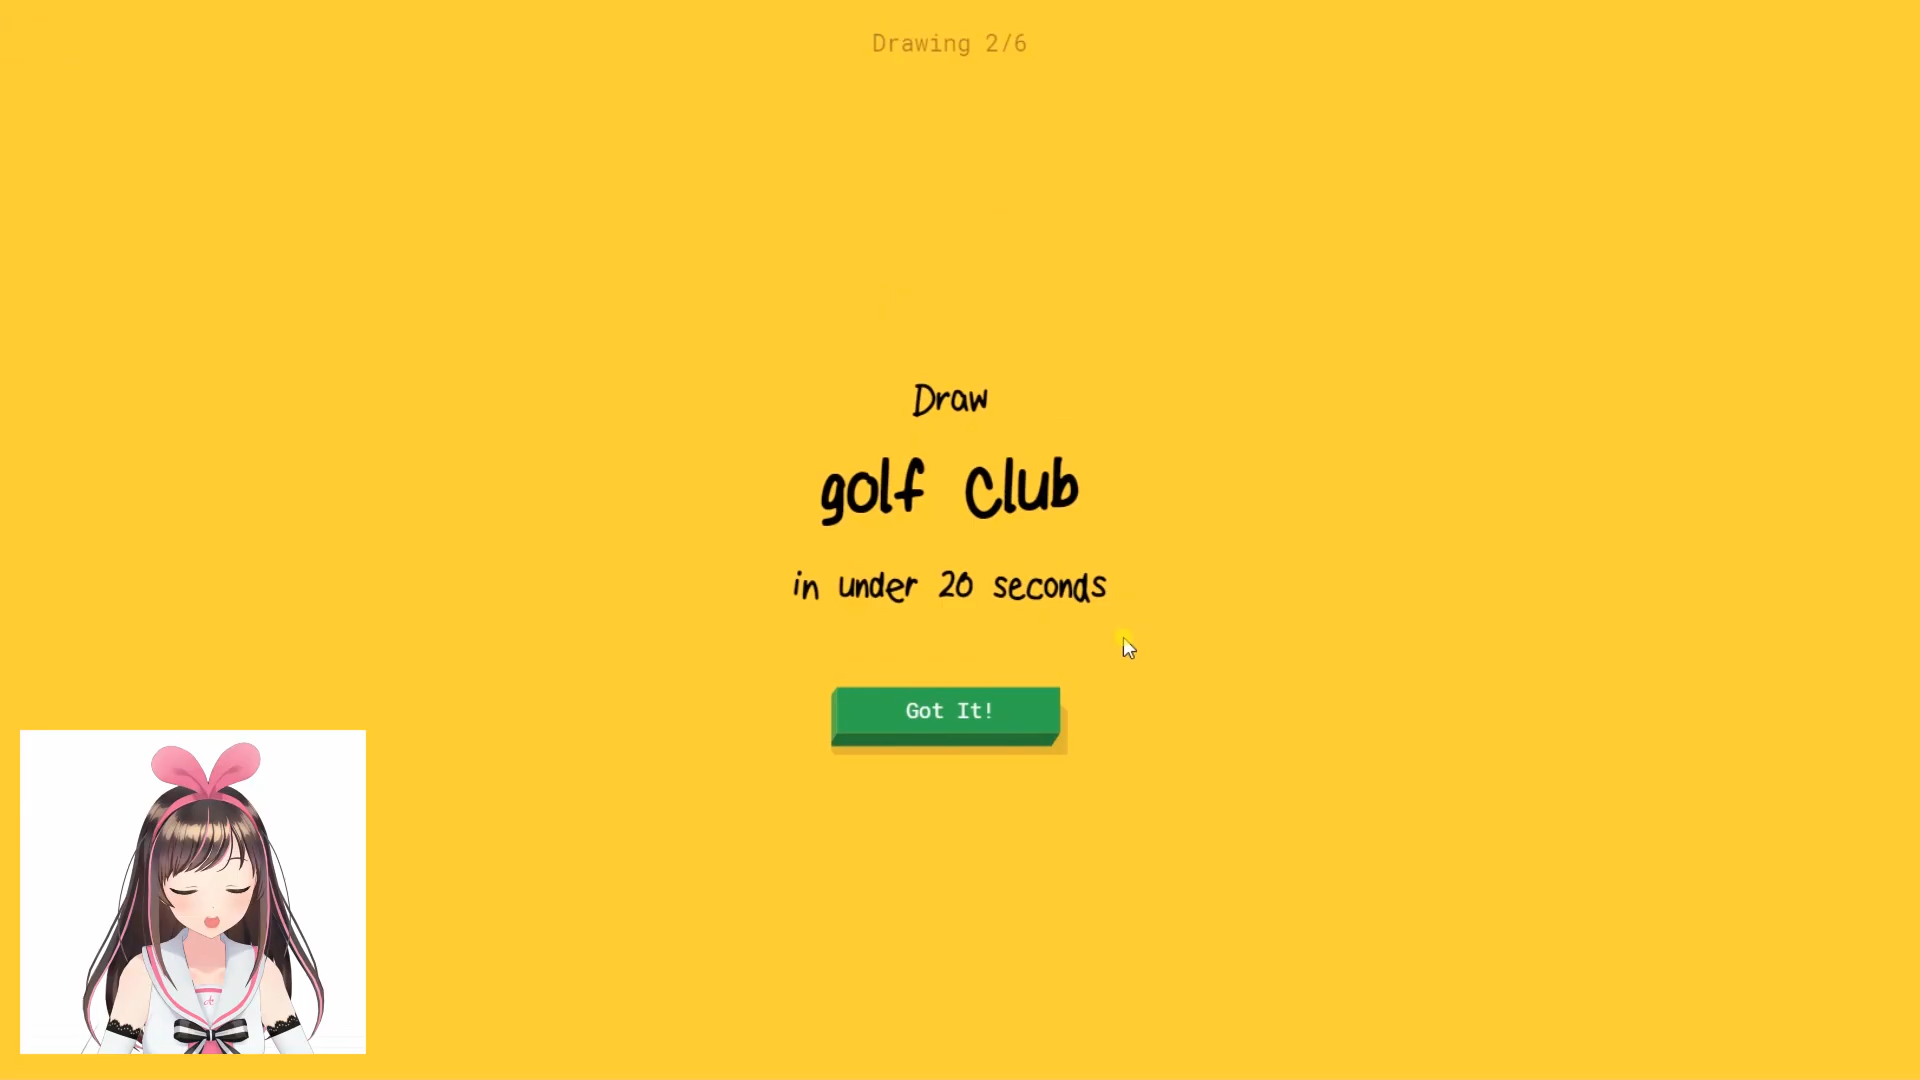 Drawing 2/6
Draw
golf club
in under 20 seconds
Got It!